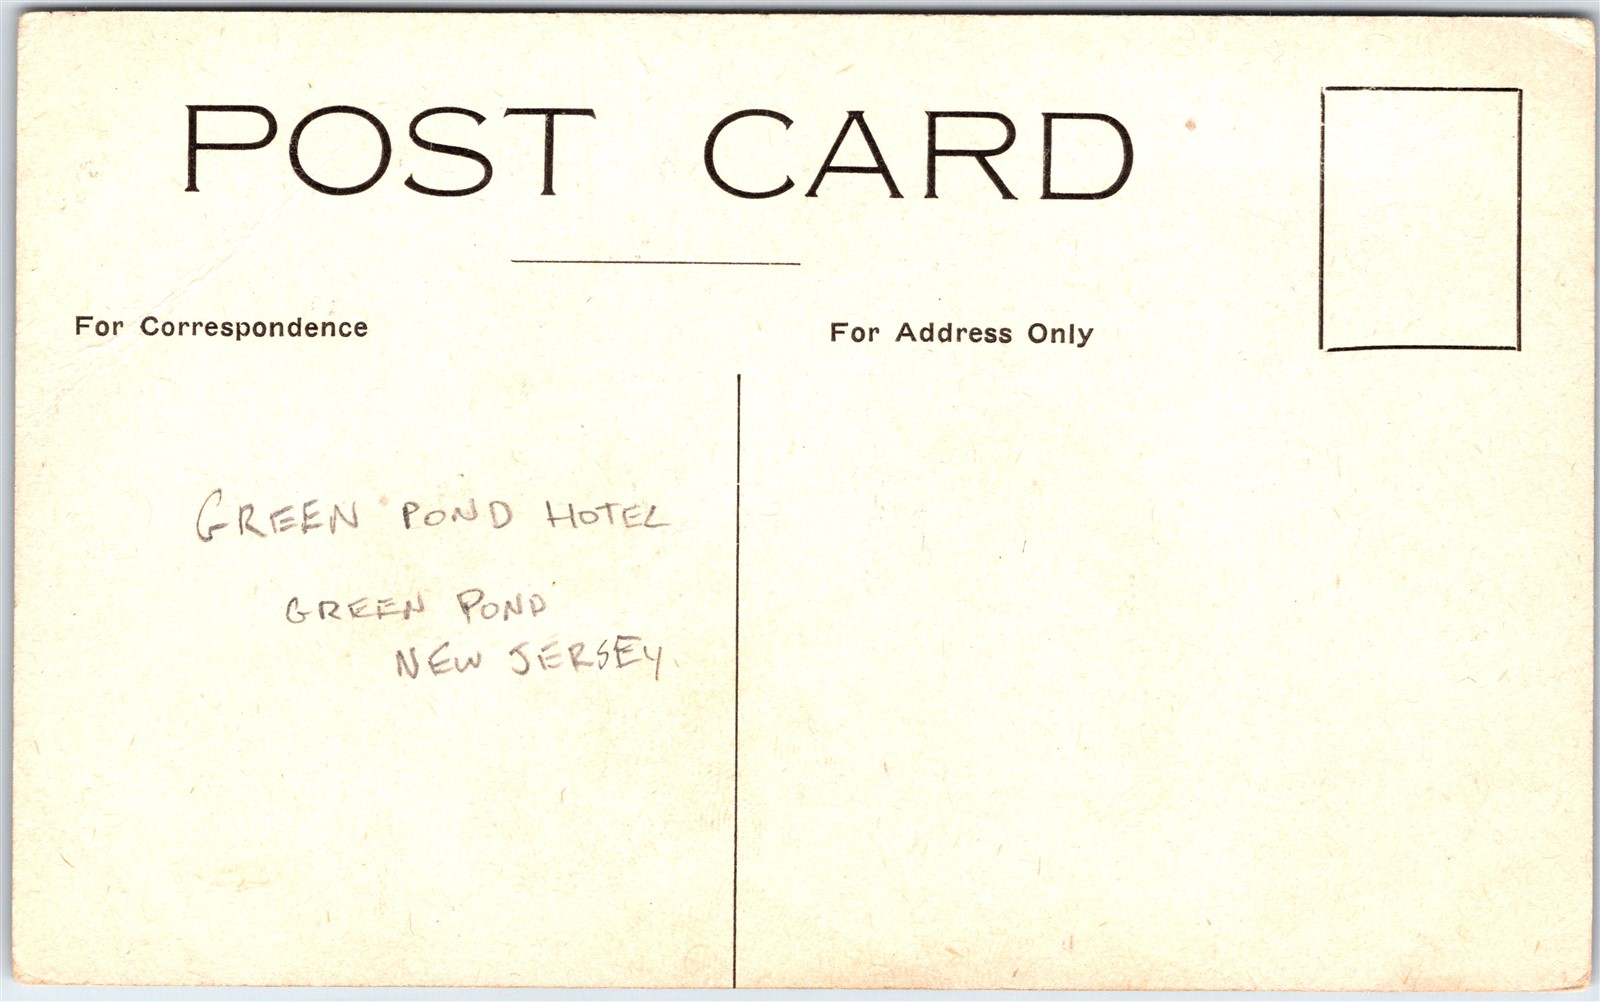 POST CARD
For Correspondence
For Address Only
GREEN POND HOTEL
GREEN POND
NEW JERSEY.